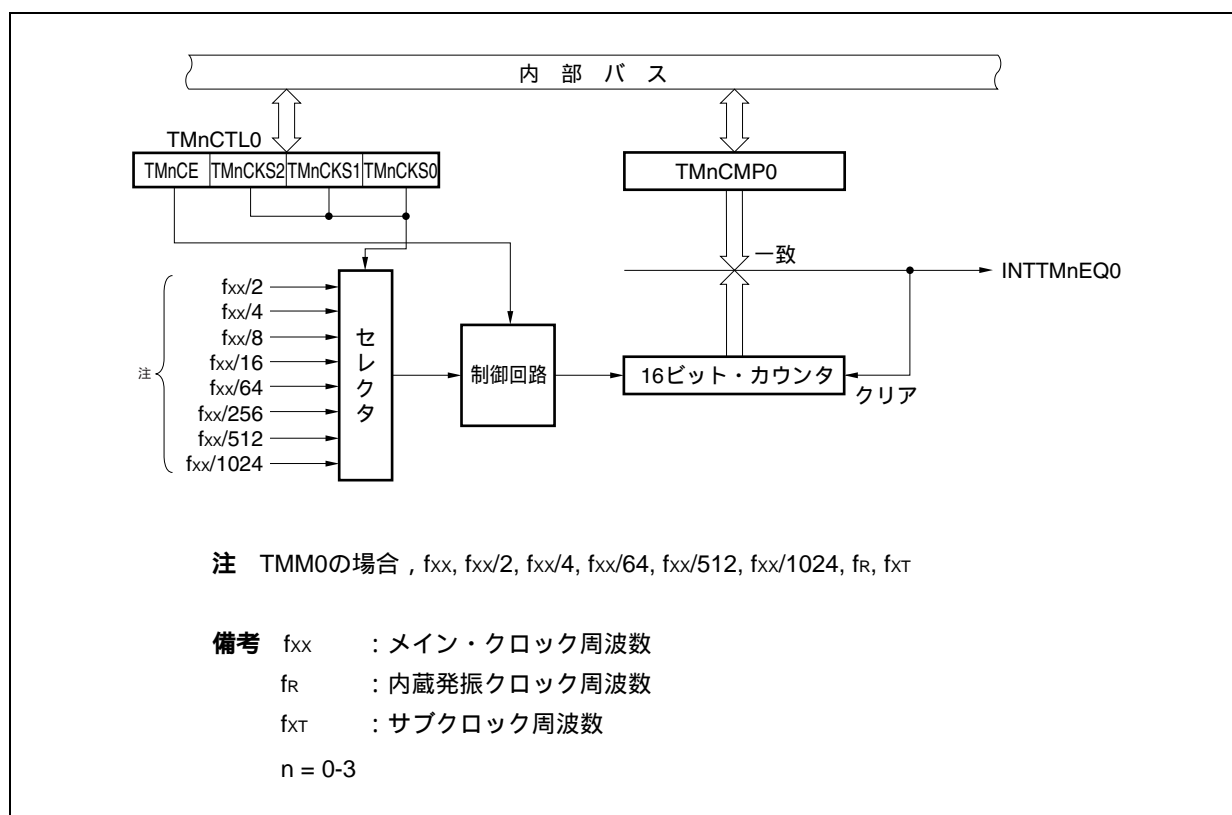 内 部 バ ス
TMnCTL0
TMnCE TMnCKS2 TMnCKS1 TMnCKS0
TMnCMP0
一致
INTTMnEQ0
注
fxx/2
fxx/4
fxx/8
fxx/16
fxx/64
fxx/256
fxx/512
fxx/1024
セレクタ
制御回路
16ビット・カウンタ
クリア
注 TMM0の場合，fxx, fxx/2, fxx/4, fxx/64, fxx/512, fxx/1024, fR, fXT
備考 fxx ：メイン・クロック周波数
fR ：内蔵発振クロック周波数
fXT ：サブクロック周波数
n = 0-3